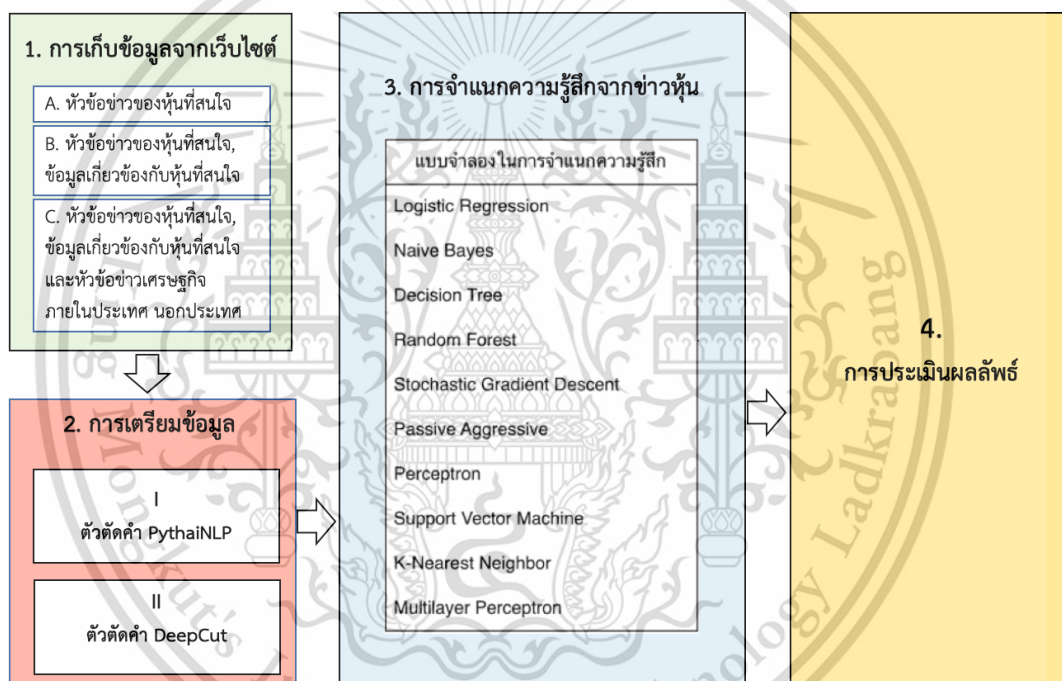 1. การเก็บข้อมูลจากเว็บไซต์
A. หัวข้อข่าวของหุ้นที่สนใจ
B. หัวข้อข่าวของหุ้นที่สนใจ,
ข้อมูลเกี่ยวข้องกับหุ้นที่สนใจ
C. หัวข้อข่าวของหุ้นที่สนใจ,
ข้อมูลเกี่ยวข้องกับหุ้นที่สนใจ
และหัวข้อข่าวเศรษฐกิจ
ภายในประเทศ นอกประเทศ
2. การเตรียมข้อมูล
I
ตัวตัดคำ PythaiNLP
II
ตัวตัดคำ DeepCut
3. การจำแนกความรู้สึกจากข่าวหุ้น
แบบจำลองในการจำแนกความรู้สึก
Logistic Regression
Naive Bayes
Decision Tree
Random Forest
Stochastic Gradient Descent
Passive Aggressive
Perceptron
Support Vector Machine
K-Nearest Neighbor
Multilayer Perceptron
4.
การประเมินผลลัพธ์
Mongkut's
nology Ladkrabang